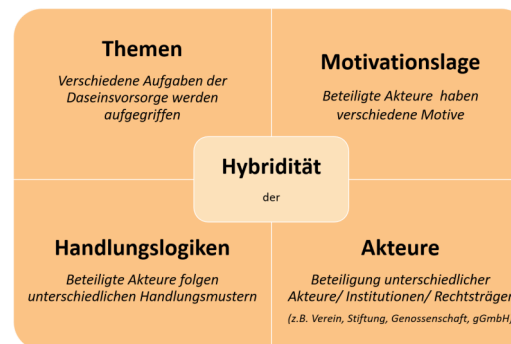 Themen
Verschiedene Aufgaben der
Daseinsvorsorge werden
aufgegriffen
Motivationslage
Beteiligte Akteure haben
verschiedene Motive
Hybridität
der
Handlungslogiken
Beteiligte Akteure folgen
unterschiedlichen Handlungsmustern
Akteure
Beteiligung unterschiedlicher
Akteure/ Institutionen/ Rechtsträger
(z.B. Verein, Stiftung, Genossenschaft, gGmbH)